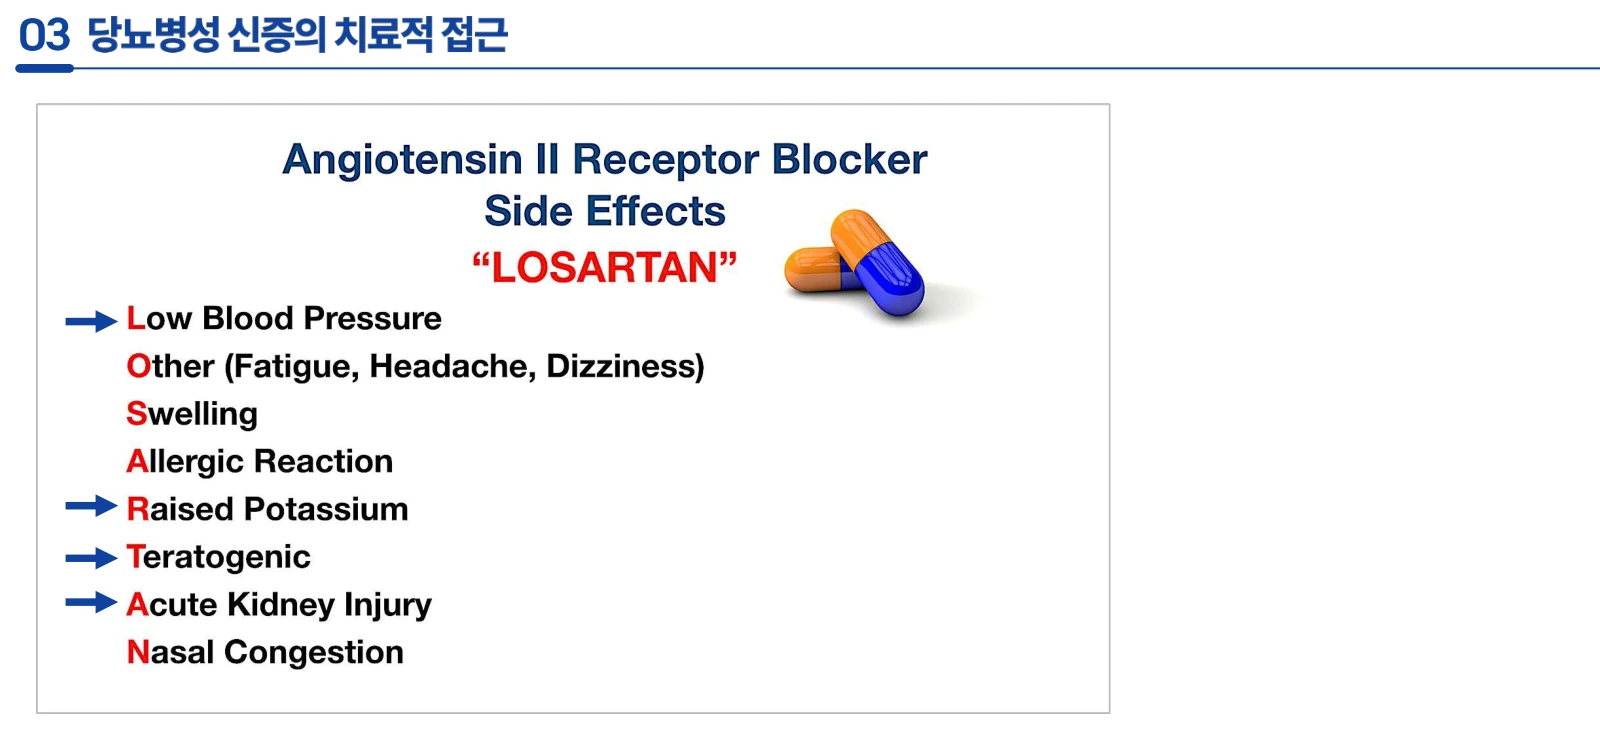 03 당뇨병성 신증의 치료적 접근
Angiotensin II Receptor Blocker
Side Effects
“LOSARTAN”
Low Blood Pressure
Other (Fatigue, Headache, Dizziness)
Swelling
Allergic Reaction
Raised Potassium
Teratogenic
Acute Kidney Injury
Nasal Congestion